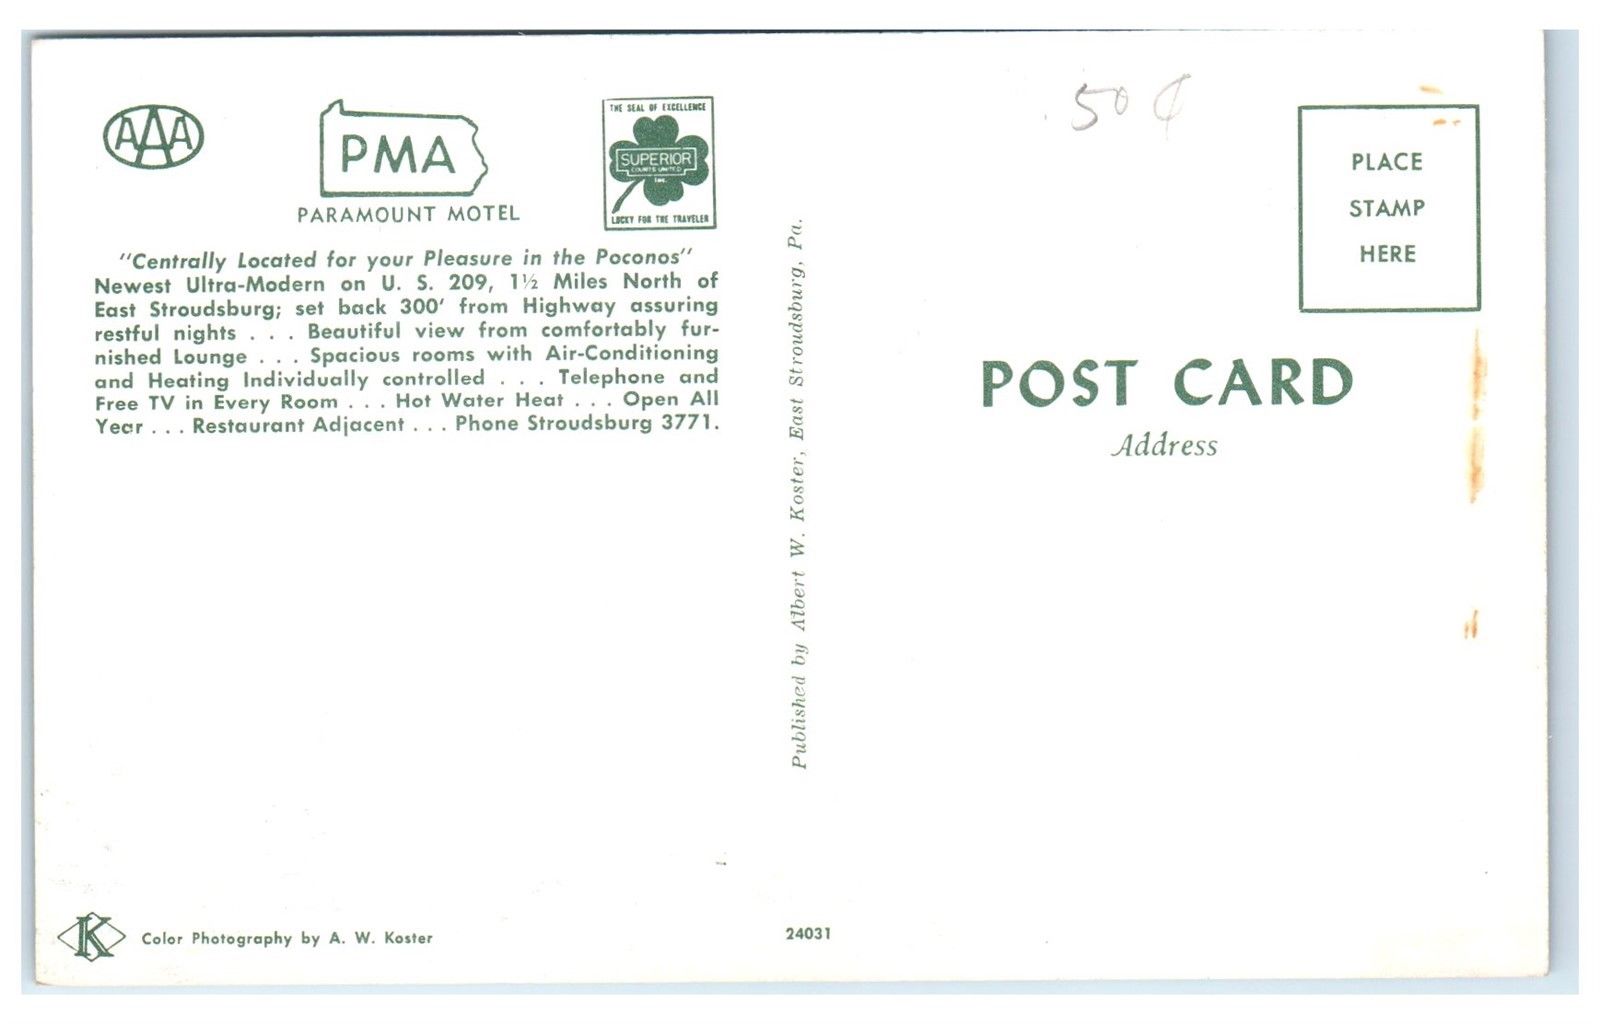 AAA
PMA
PARAMOUNT MOTEL
THE SEAL OF EXCELLENCE
SUPERIOR
COURTS UNITED
Inc.
LUCKY FOR THE TRAVELER
"Centrally Located for your Pleasure in the Poconos"
Newest Ultra-Modern on U. S. 209, 1½ Miles North of
East Stroudsburg; set back 300' from Highway assuring
restful nights . . . Beautiful view from comfortably fur-
nished Lounge . . . Spacious rooms with Air-Conditioning
and Heating Individually controlled . . . Telephone and
Free TV in Every Room . . . Hot Water Heat . . . Open All
Year . . . Restaurant Adjacent . . . Phone Stroudsburg 3771.
K
Color Photography by A. W. Koster
Published by Albert W. Koster, East Stroudsburg, Pa.
24031
.50 ¢
PLACE
STAMP
HERE
POST CARD
Address